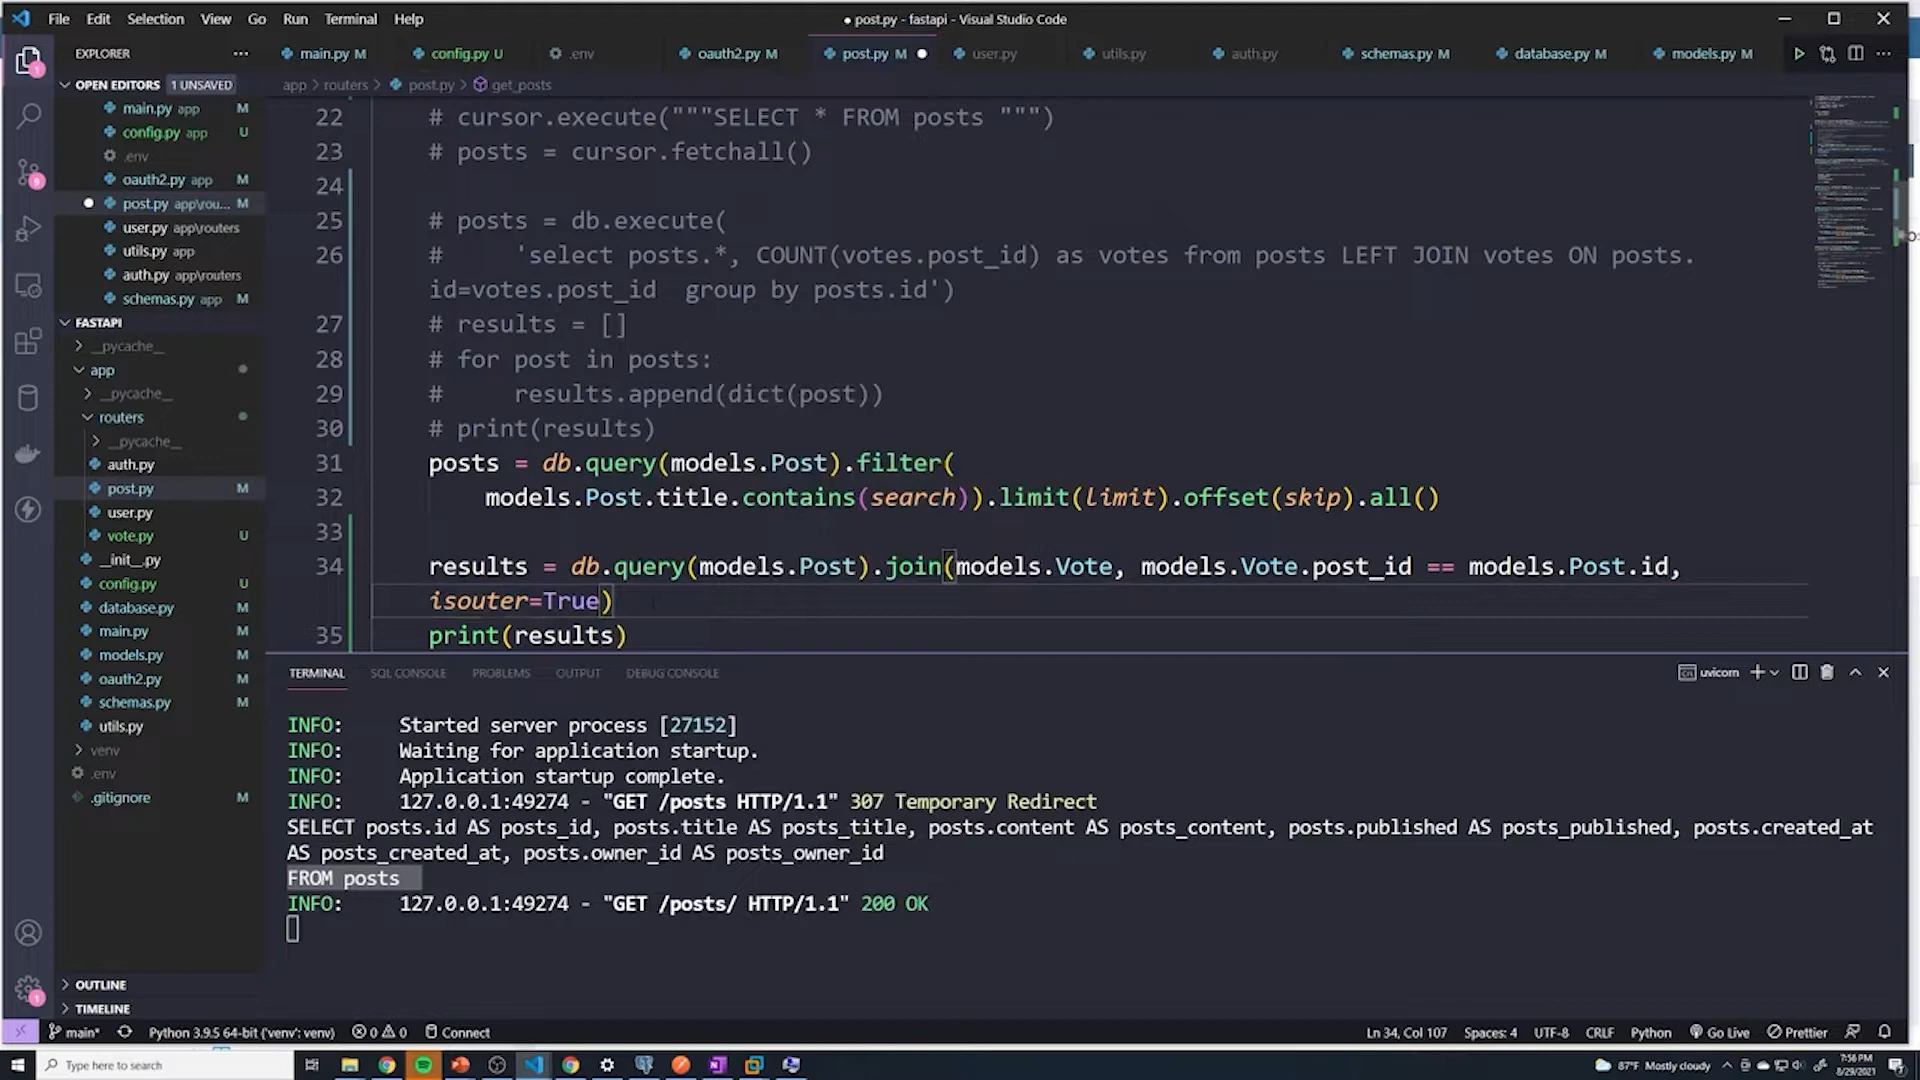 File Edit Selection View Go Run Terminal Help
● post.py - fastapi - Visual Studio Code
EXPLORER ···
main.py M config.py U .env oauth2.py M post.py M user.py utils.py auth.py schemas.py M database.py M models.py M
OPEN EDITORS 1 UNSAVED
app > routers > post.py > get_posts
main.py app M
config.py app U
.env
oauth2.py app M
post.py app\rou... M
user.py app\routers
utils.py app
auth.py app\routers
schemas.py app M
FASTAPI
__pycache__
app
__pycache__
routers
__pycache__
auth.py
post.py M
user.py
vote.py U
__init__.py
config.py U
database.py M
main.py M
models.py M
oauth2.py M
schemas.py M
utils.py
venv
.env
.gitignore M
OUTLINE
TIMELINE
1
9
1
22 # cursor.execute("""SELECT * FROM posts """)
23 # posts = cursor.fetchall()
24
25 # posts = db.execute(
26 #     'select posts.*, COUNT(votes.post_id) as votes from posts LEFT JOIN votes ON posts.
id=votes.post_id  group by posts.id')
27 # results = []
28 # for post in posts:
29 #     results.append(dict(post))
30 # print(results)
31 posts = db.query(models.Post).filter(
32     models.Post.title.contains(search)).limit(limit).offset(skip).all()
33
34 results = db.query(models.Post).join(models.Vote, models.Vote.post_id == models.Post.id,
isouter=True)
35 print(results)
TERMINAL SQL CONSOLE PROBLEMS OUTPUT DEBUG CONSOLE
uvicorn
INFO:     Started server process [27152]
INFO:     Waiting for application startup.
INFO:     Application startup complete.
INFO:     127.0.0.1:49274 - "GET /posts HTTP/1.1" 307 Temporary Redirect
SELECT posts.id AS posts_id, posts.title AS posts_title, posts.content AS posts_content, posts.published AS posts_published, posts.created_at
AS posts_created_at, posts.owner_id AS posts_owner_id
FROM posts
INFO:     127.0.0.1:49274 - "GET /posts/ HTTP/1.1" 200 OK
main* Python 3.9.5 64-bit ('venv': venv) 0 0 Connect
Ln 34, Col 107 Spaces: 4 UTF-8 CRLF Python Go Live Prettier
Type here to search
87°F Mostly cloudy
7:56 PM
8/29/2021